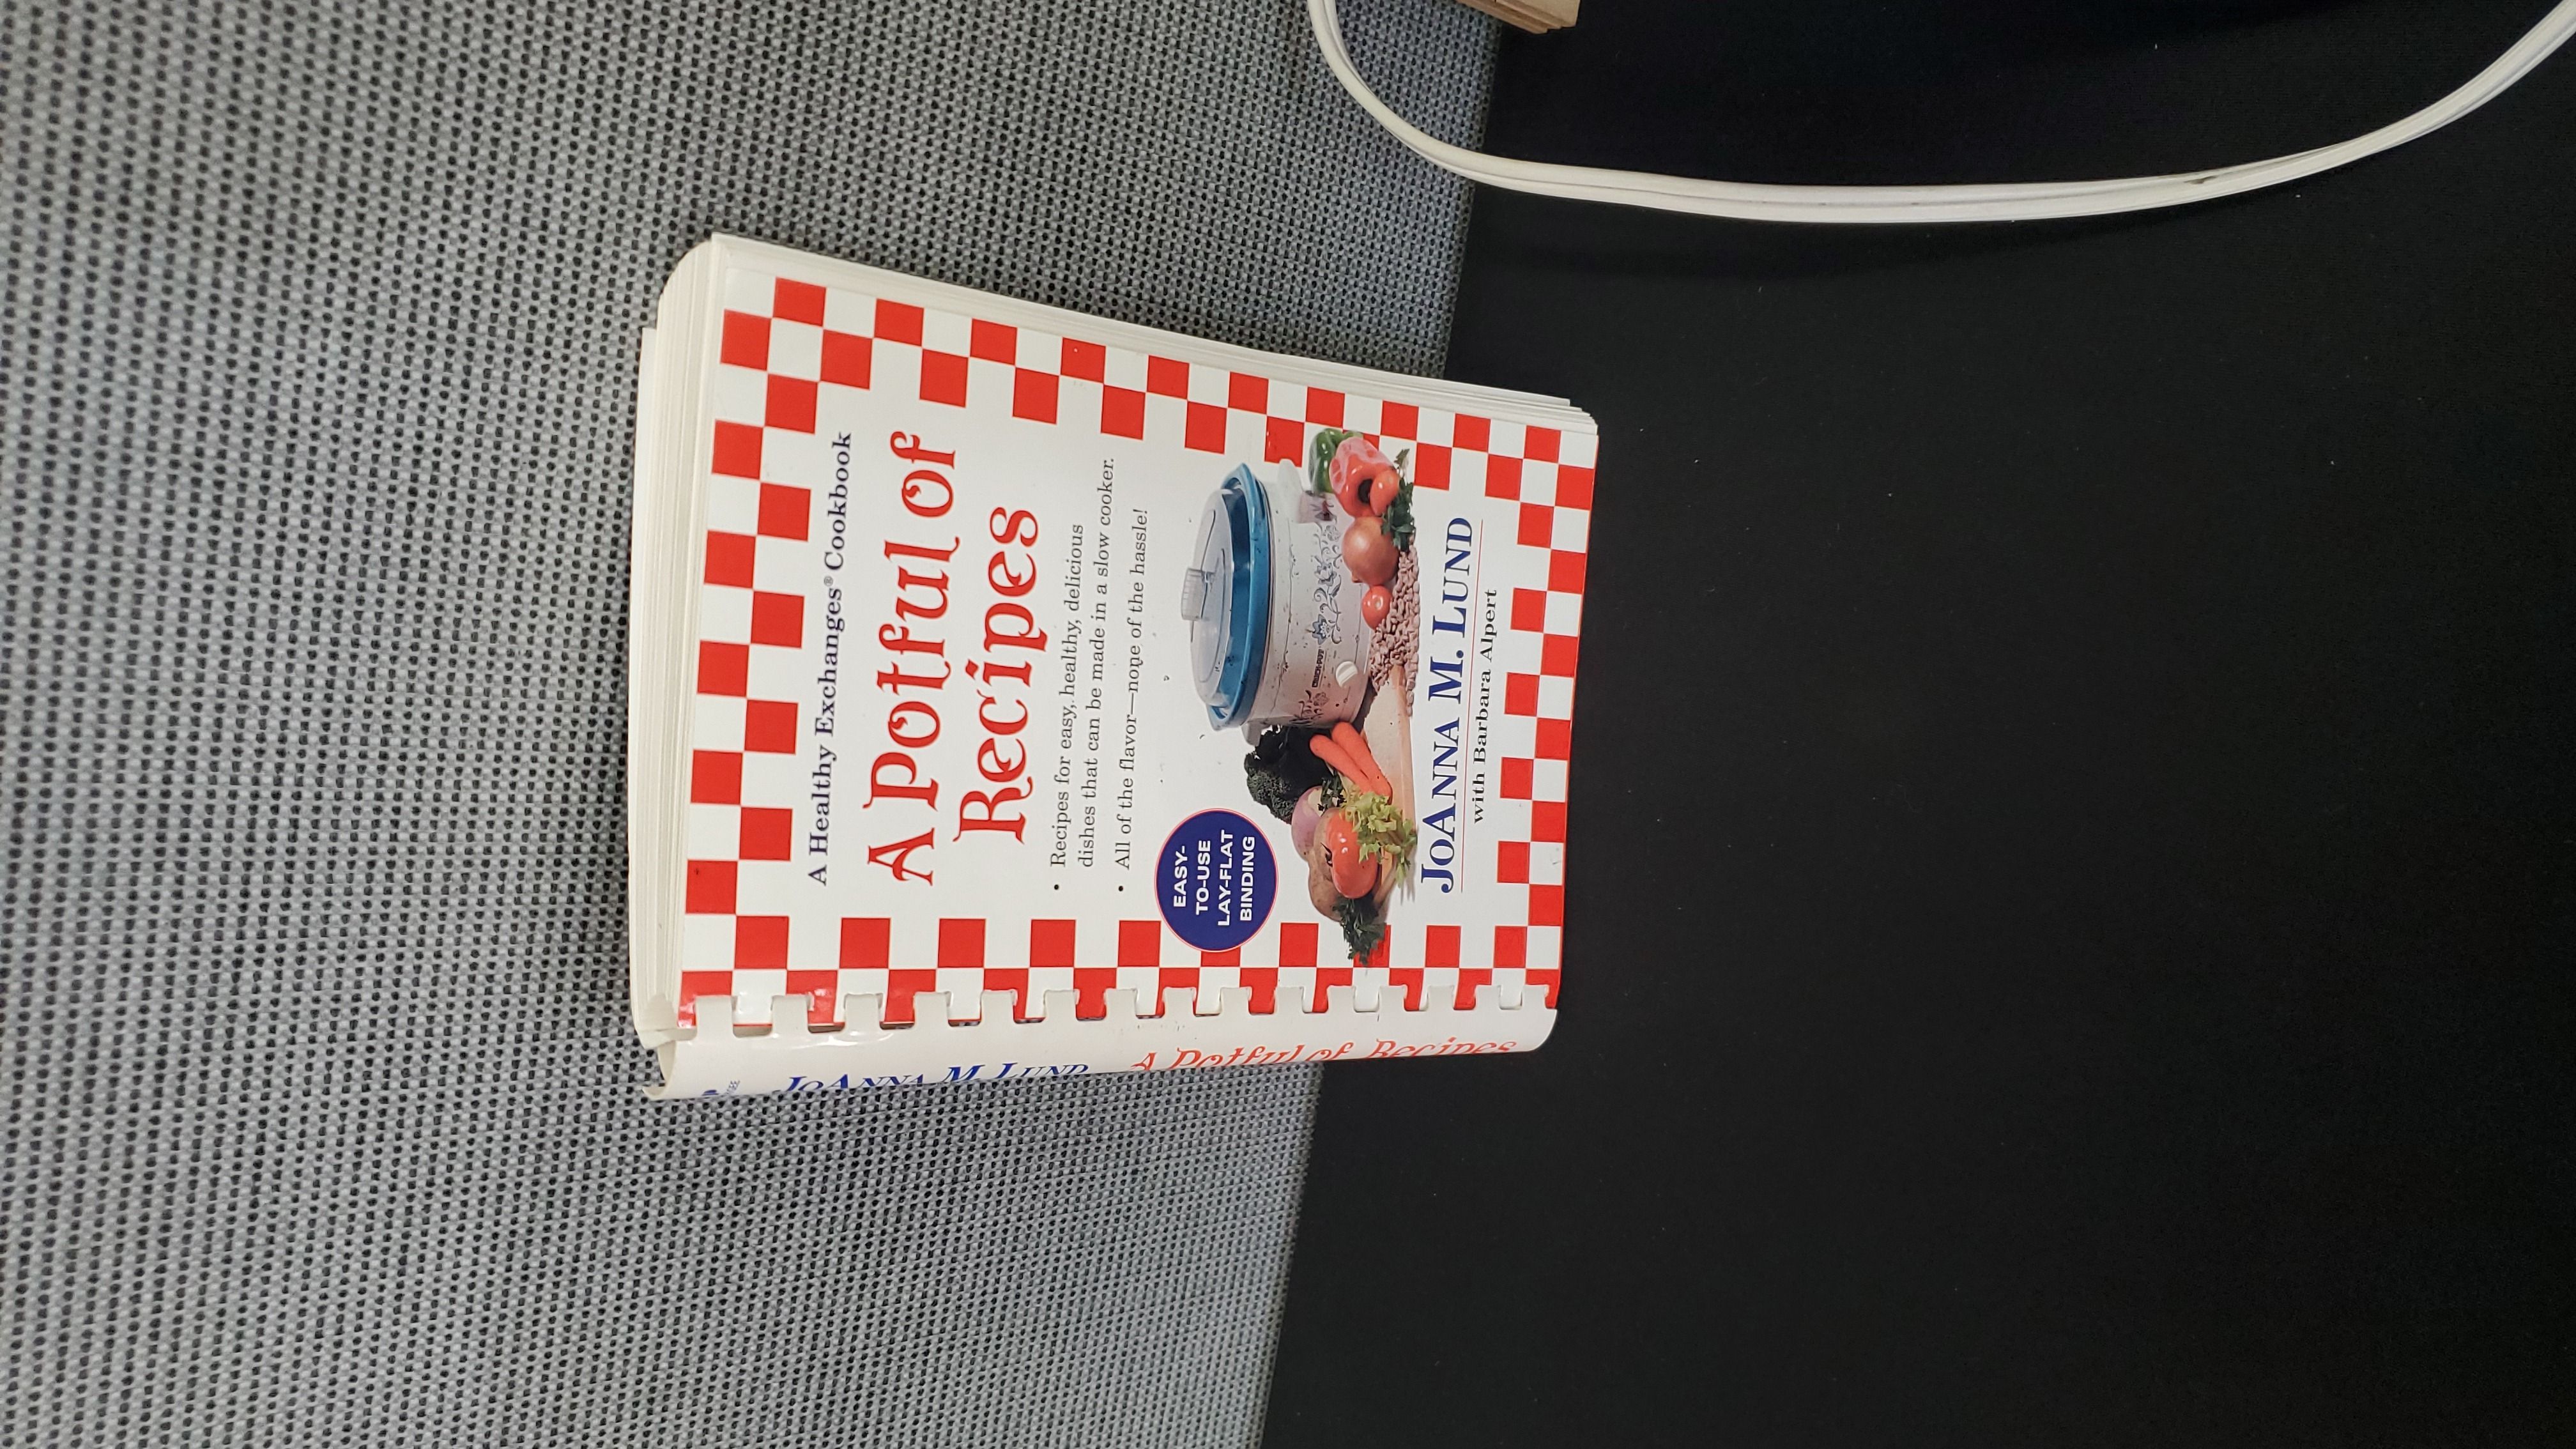 A Healthy Exchanges® Cookbook
A Potful of
Recipes
• Recipes for easy, healthy, delicious
dishes that can be made in a slow cooker.
• All of the flavor—none of the hassle!
EASY-
TO-USE
LAY-FLAT
BINDING
JOANNA M. LUND
with Barbara Alpert
JOANNA M. LUND
A Potful of Recipes